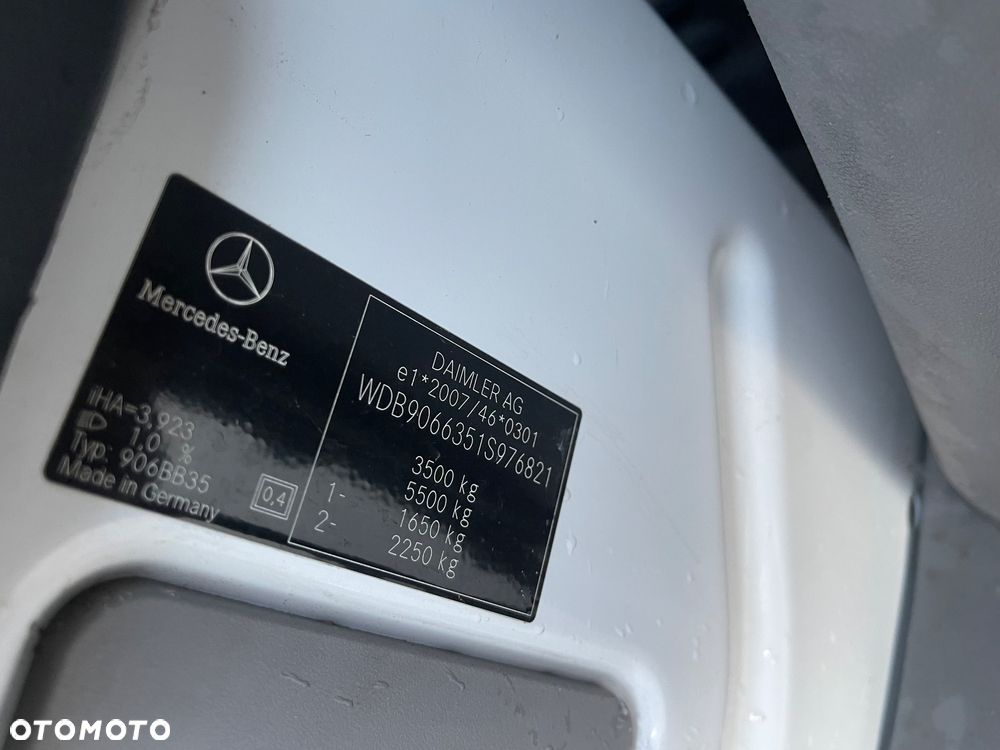 Mercedes-Benz
iHA=3,923
1,0 %
Typ: 906BB35
Made in Germany
0,4
DAIMLER AG
e1*2007/46*0301
WDB9066351S976821
3500 kg
5500 kg
1- 1650 kg
2- 2250 kg
OTOMOTO